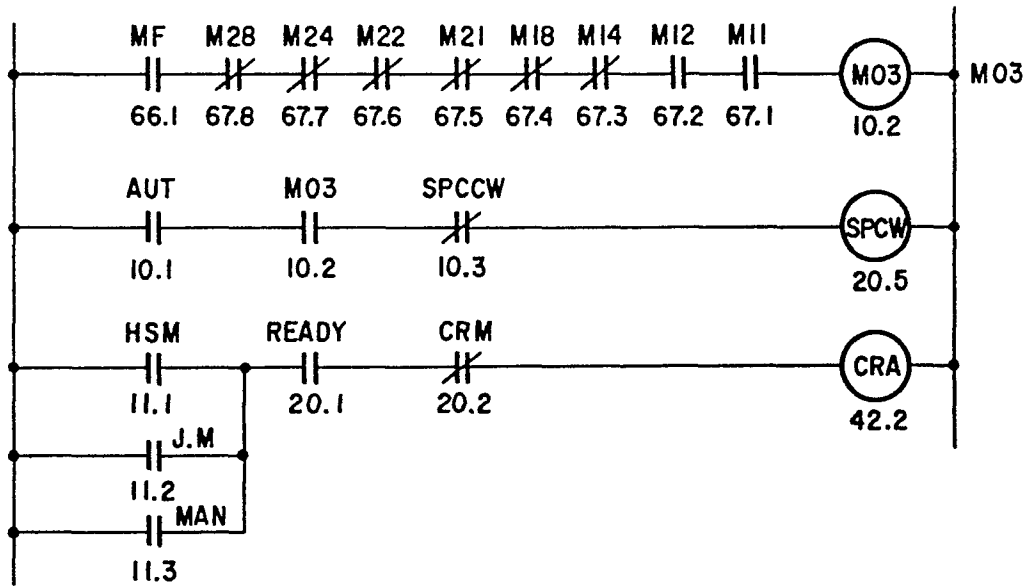 MF M28 M24 M22 M21 M18 M14 M12 M11
M03 M03
66.1 67.8 67.7 67.6 67.5 67.4 67.3 67.2 67.1
10.2
AUT M03 SPCCW
SPCW
10.1 10.2 10.3
20.5
HSM READY CRM
CRA
11.1 20.1 20.2
42.2
J.M
11.2
MAN
11.3